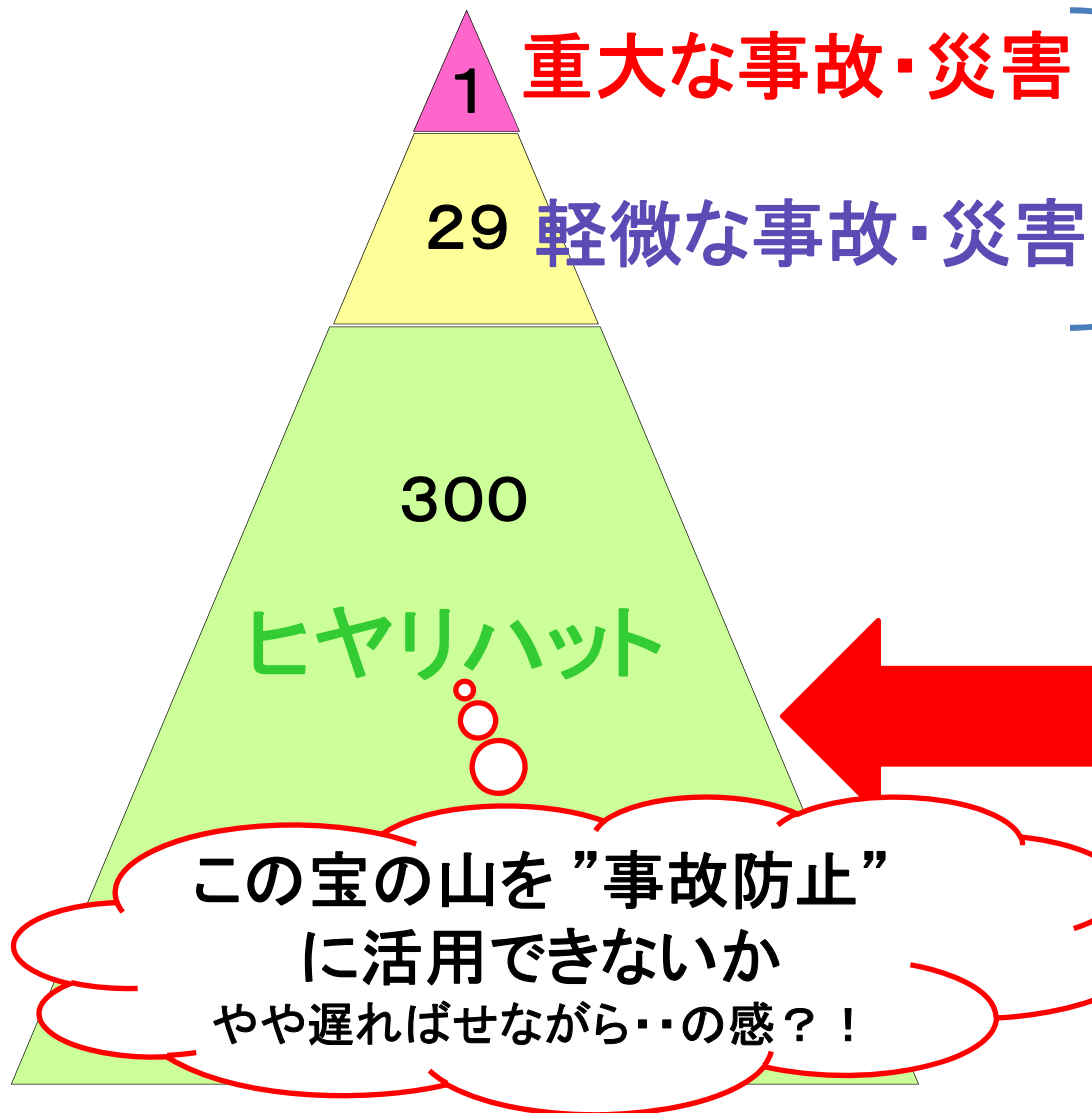 1 重大な事故・災害
29 軽微な事故・災害
300
ヒヤリハット
この宝の山を ”事故防止”
に活用できないか
やや遅ればせながら・・の感？！